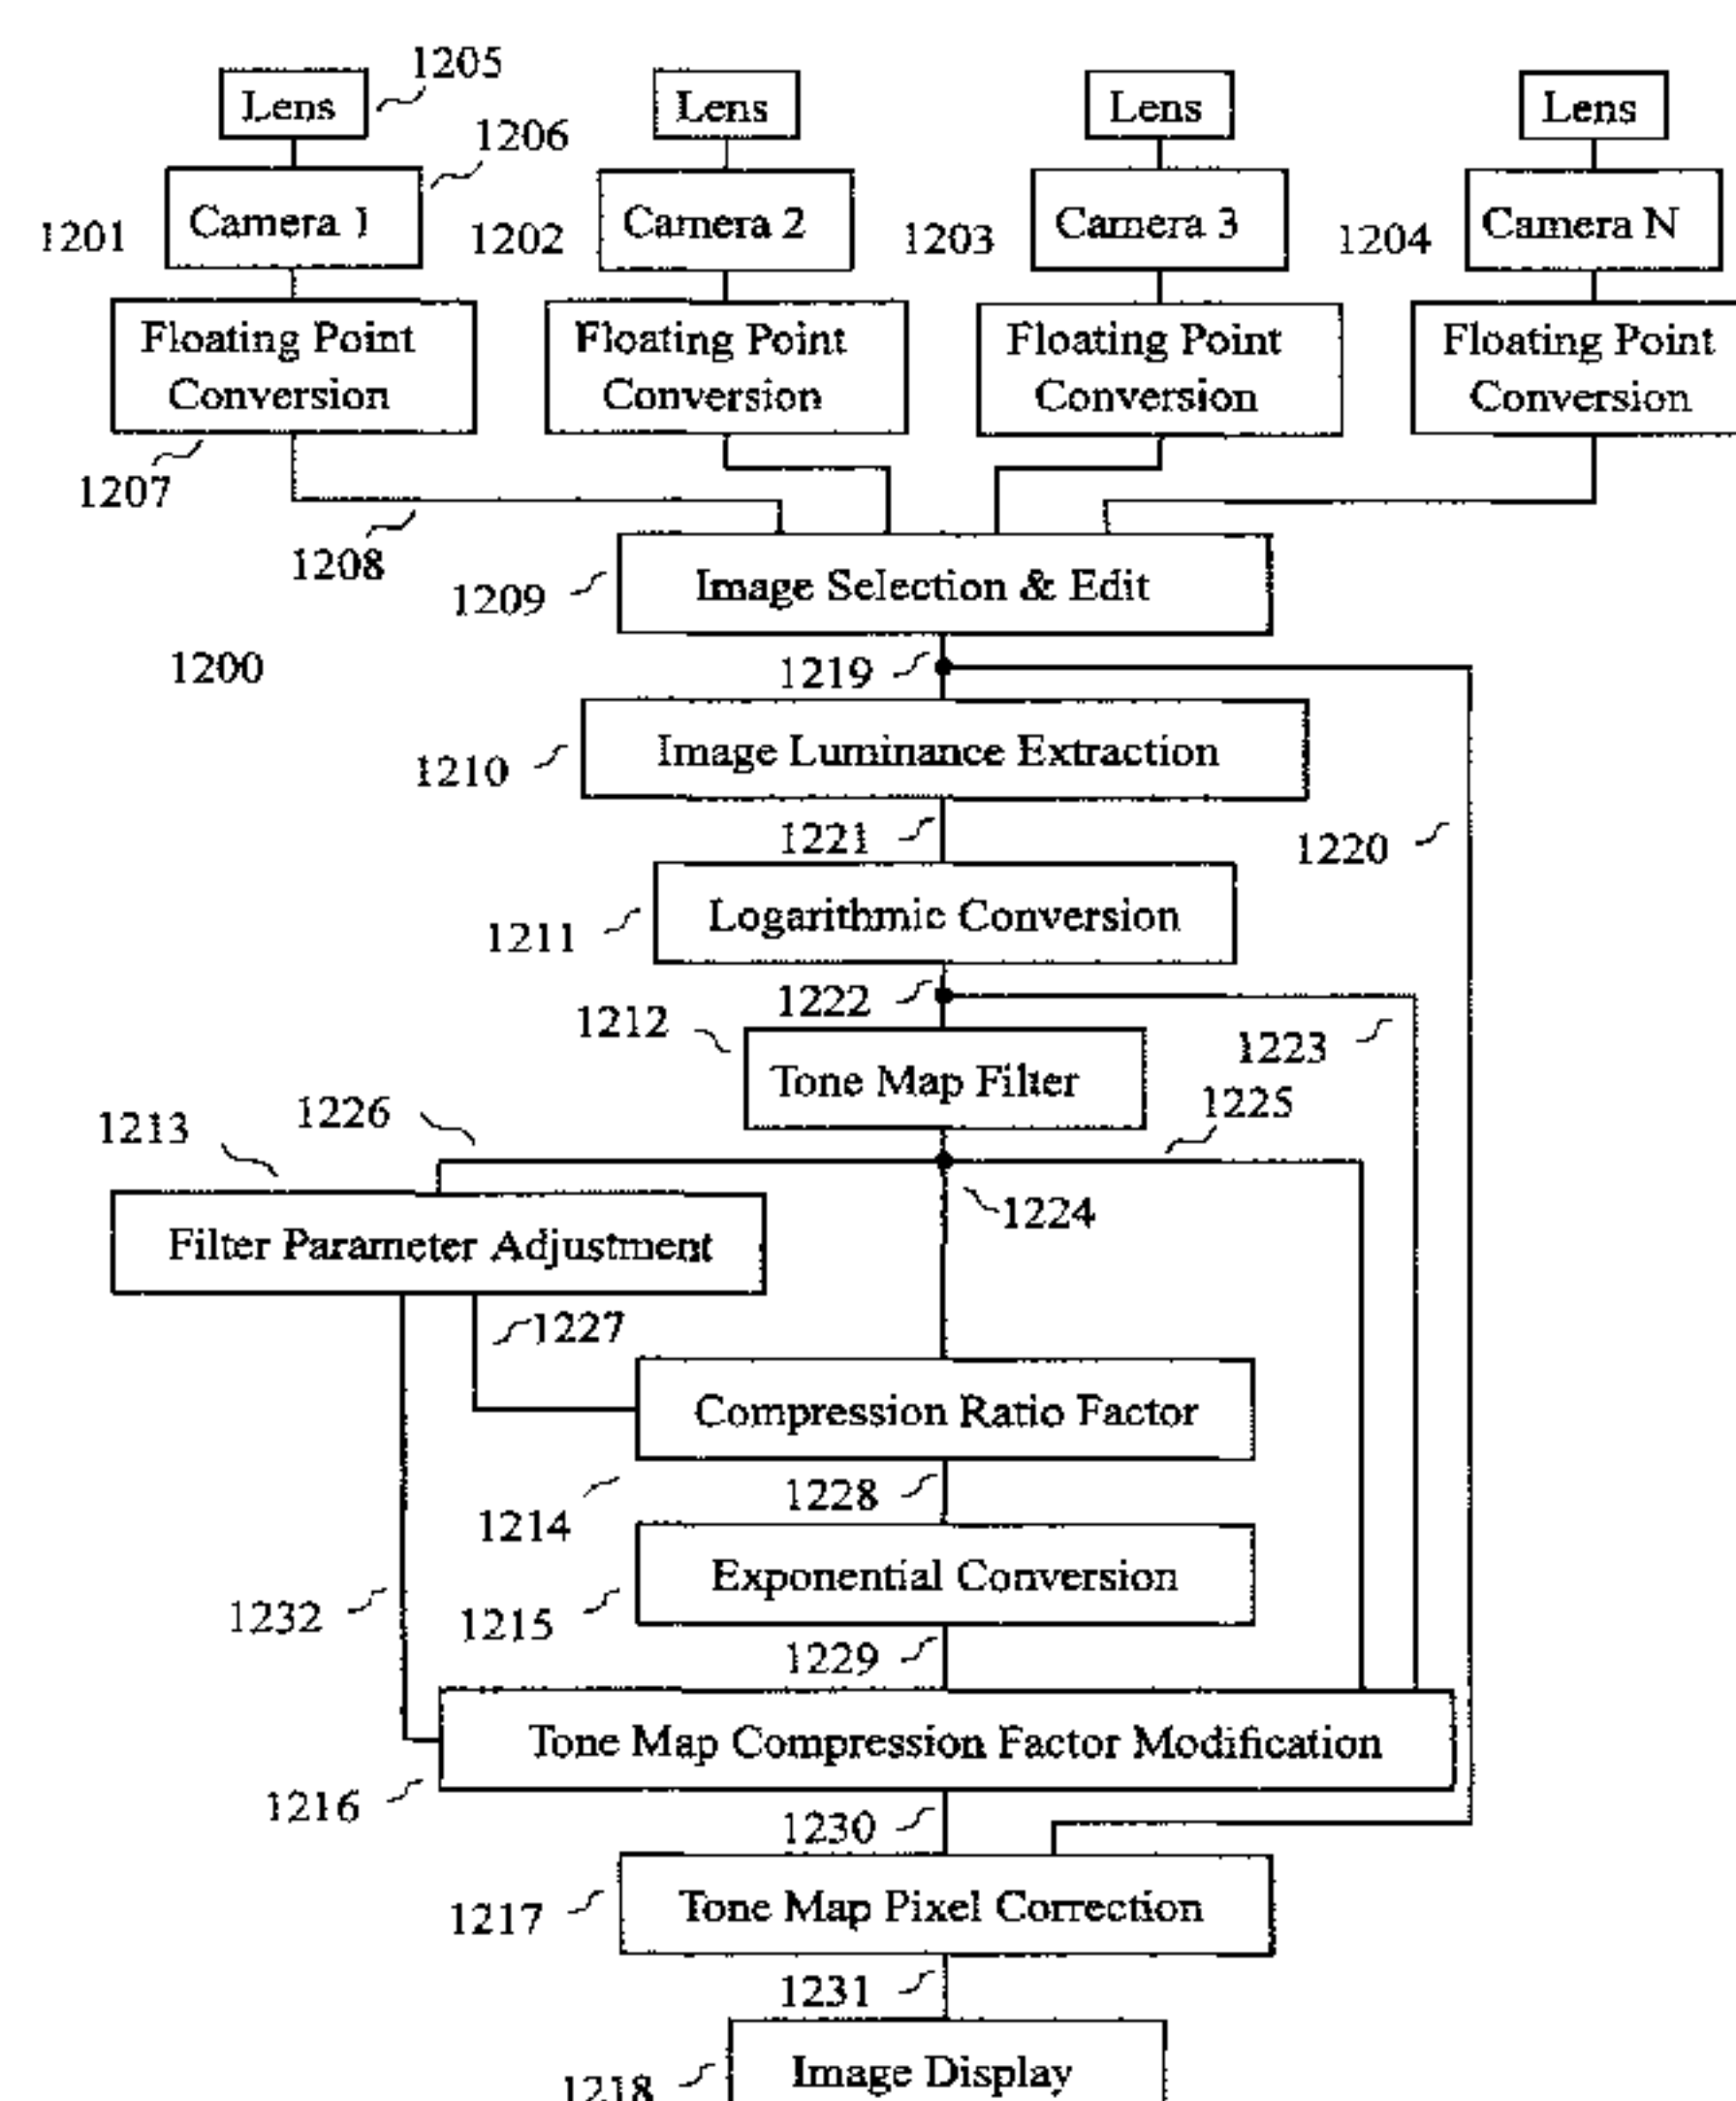 1205
Lens Lens Lens Lens
1206
1201 Camera 1 1202 Camera 2 1203 Camera 3 1204 Camera N
Floating Point Floating Point Floating Point Floating Point
Conversion Conversion Conversion Conversion
1207
1208
1209 Image Selection & Edit
1200
1219
1210 Image Luminance Extraction
1221
1220
1211 Logarithmic Conversion
1222
1212
1223
Tone Map Filter
1225
1226
1213
1224
Filter Parameter Adjustment
1227
Compression Ratio Factor
1228
1214
Exponential Conversion
1232
1215
1229
Tone Map Compression Factor Modification
1216
1230
1217 Tone Map Pixel Correction
1231
1218 Image Display